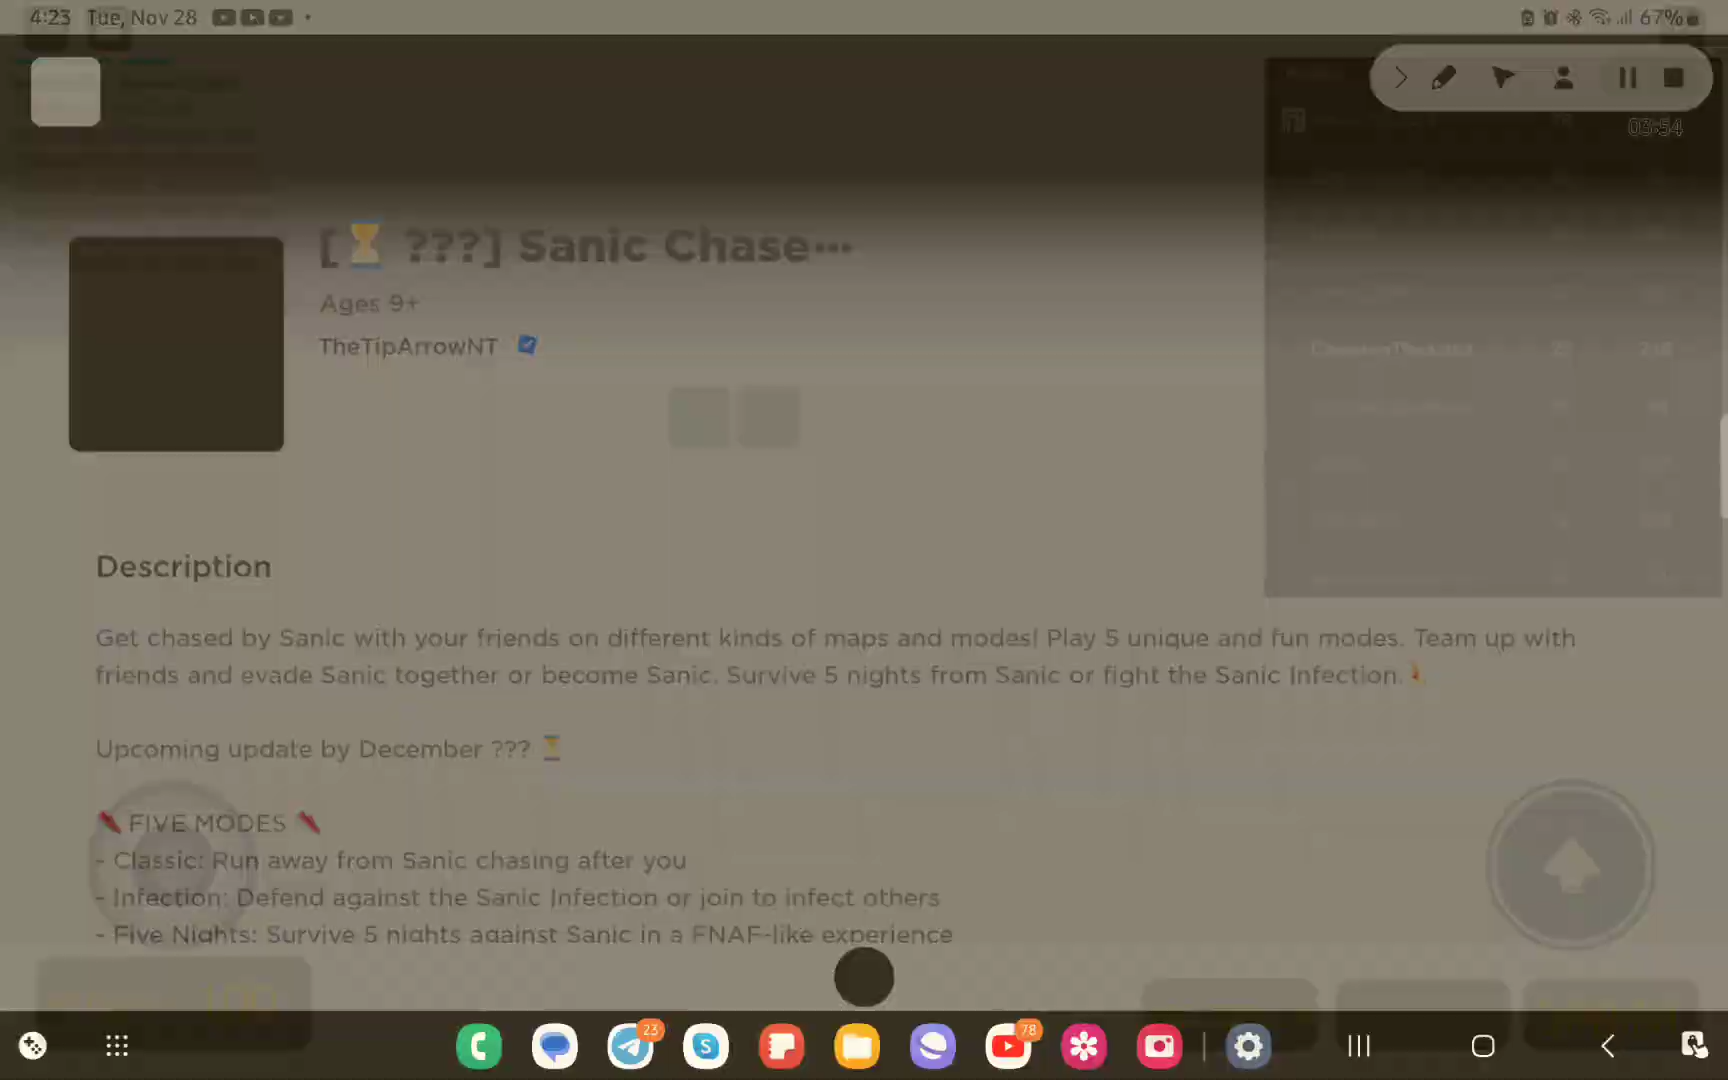 4:23 Tue, Nov 28
67%
03:54
[⏳ ???] Sanic Chase...
Ages 9+
TheTipArrowNT
Description
Get chased by Sanic with your friends on different kinds of maps and modes! Play 5 unique and fun modes. Team up with
friends and evade Sanic together or become Sanic. Survive 5 nights from Sanic or fight the Sanic Infection.
Upcoming update by December ??? ⏳
FIVE MODES
- Classic: Run away from Sanic chasing after you
- Infection: Defend against the Sanic Infection or join to infect others
- Five Nights: Survive 5 nights against Sanic in a FNAF-like experience
23
78